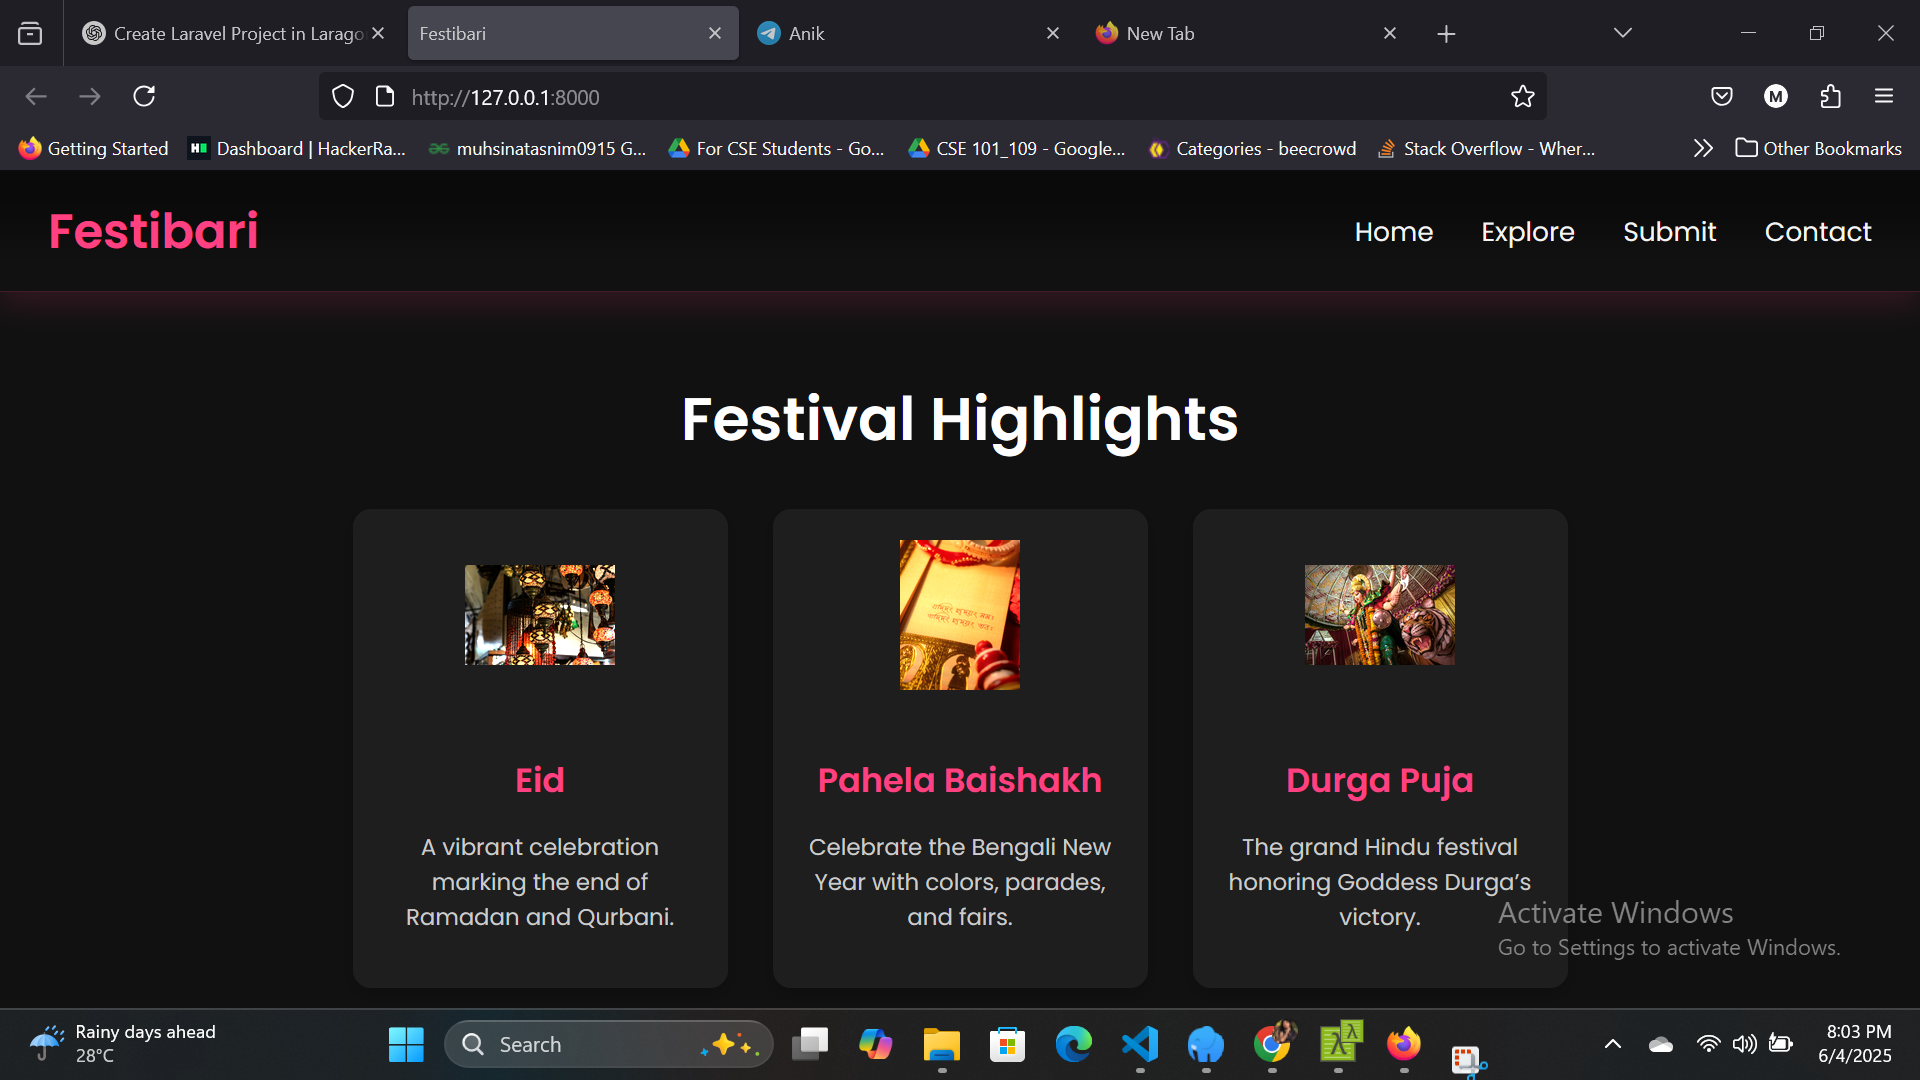 Create Laravel Project in Larago
Festibari
Anik
New Tab
http://127.0.0.1:8000
Getting Started
Dashboard | HackerRa...
muhsinatasnim0915 G...
For CSE Students - Go...
CSE 101_109 - Google...
Categories - beecrowd
Stack Overflow - Wher...
Other Bookmarks
Festibari
Home
Explore
Submit
Contact
Festival Highlights
Eid
A vibrant celebration
marking the end of
Ramadan and Qurbani.
Pahela Baishakh
Celebrate the Bengali New
Year with colors, parades,
and fairs.
Durga Puja
The grand Hindu festival
honoring Goddess Durga’s
victory.
Activate Windows
Go to Settings to activate Windows.
Rainy days ahead
28°C
Search
8:03 PM
6/4/2025